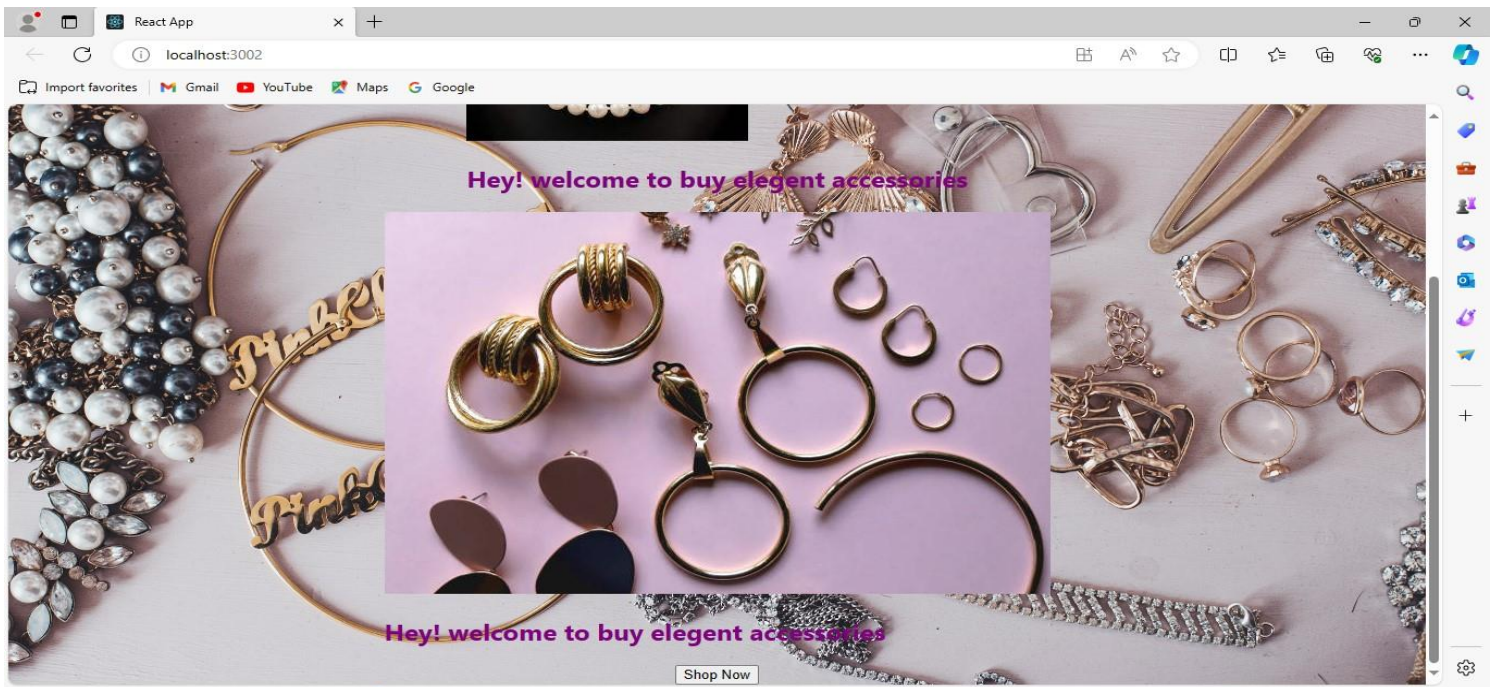 React App
localhost:3002
Import favorites Gmail YouTube Maps Google
Hey! welcome to buy elegent accessories
Hey! welcome to buy elegent accessories
Shop Now